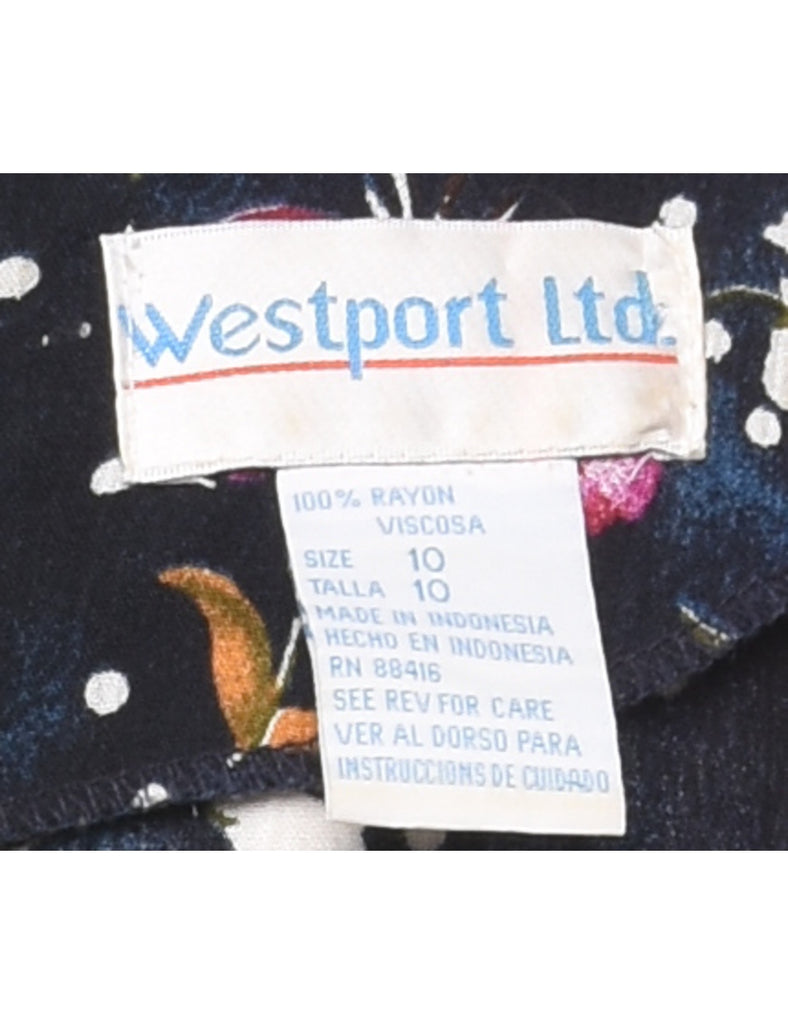 Westport Ltd.
100% RAYON
VISCOSA
SIZE 10
TALLA 10
MADE IN INDONESIA
HECHO EN INDONESIA
RN 88416
SEE REV FOR CARE
VER AL DORSO PARA
INSTRUCCIONS DE CUIDADO